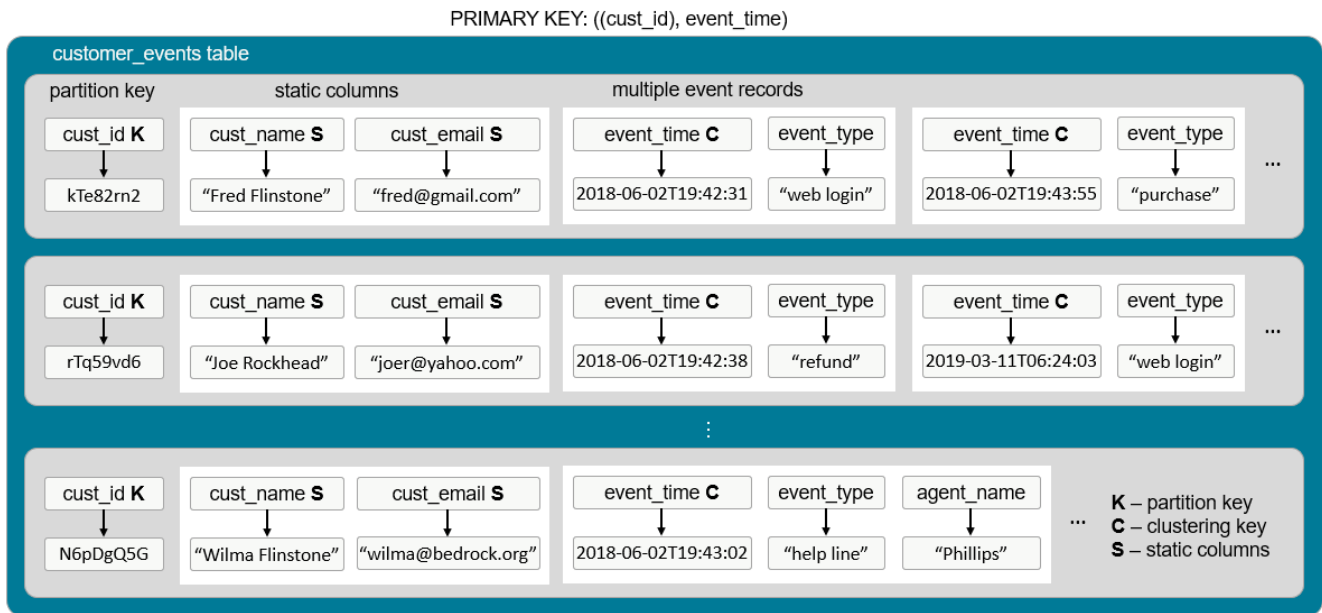 PRIMARY KEY: ((cust_id), event_time)
customer_events table
partition key static columns multiple event records
cust_id K cust_name S cust_email S event_time C event_type event_time C event_type
...
kTe82rn2 “Fred Flinstone” “fred@gmail.com” 2018-06-02T19:42:31 “web login” 2018-06-02T19:43:55 “purchase”
cust_id K cust_name S cust_email S event_time C event_type event_time C event_type
...
rTq59vd6 “Joe Rockhead” “joer@yahoo.com” 2018-06-02T19:42:38 “refund” 2019-03-11T06:24:03 “web login”
⋮
cust_id K cust_name S cust_email S event_time C event_type agent_name
...
N6pDgQ5G “Wilma Flinstone” “wilma@bedrock.org” 2018-06-02T19:43:02 “help line” “Phillips”
K – partition key
C – clustering key
S – static columns